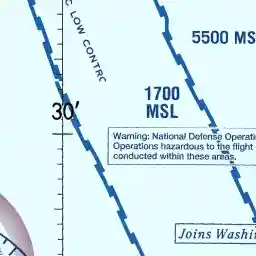 C LOW CONTRO
5500 MS
1700
MSL
30'
Warning: National Defense Operati
Operations hazardous to the flight
conducted within these areas.
Joins Washi